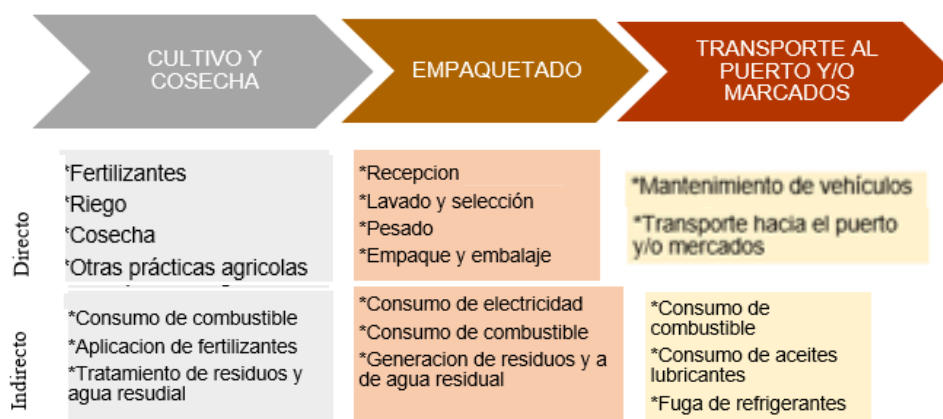 CULTIVO Y
COSECHA
EMPAQUETADO
TRANSPORTE AL
PUERTO Y/O
MARCADOS
Directo
*Fertilizantes
*Riego
*Cosecha
*Otras prácticas agricolas
*Recepcion
*Lavado y selección
*Pesado
*Empaque y embalaje
*Mantenimiento de vehículos
*Transporte hacia el puerto
y/o mercados
Indirecto
*Consumo de combustible
*Aplicacion de fertilizantes
*Tratamiento de residuos y
agua resudial
*Consumo de electricidad
*Consumo de combustible
*Generacion de residuos y a
de agua residual
*Consumo de
combustible
*Consumo de aceites
lubricantes
*Fuga de refrigerantes